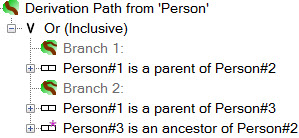 Derivation Path from 'Person'
V Or (Inclusive)
Branch 1:
Person#1 is a parent of Person#2
Branch 2:
Person#1 is a parent of Person#3
Person#3 is an ancestor of Person#2